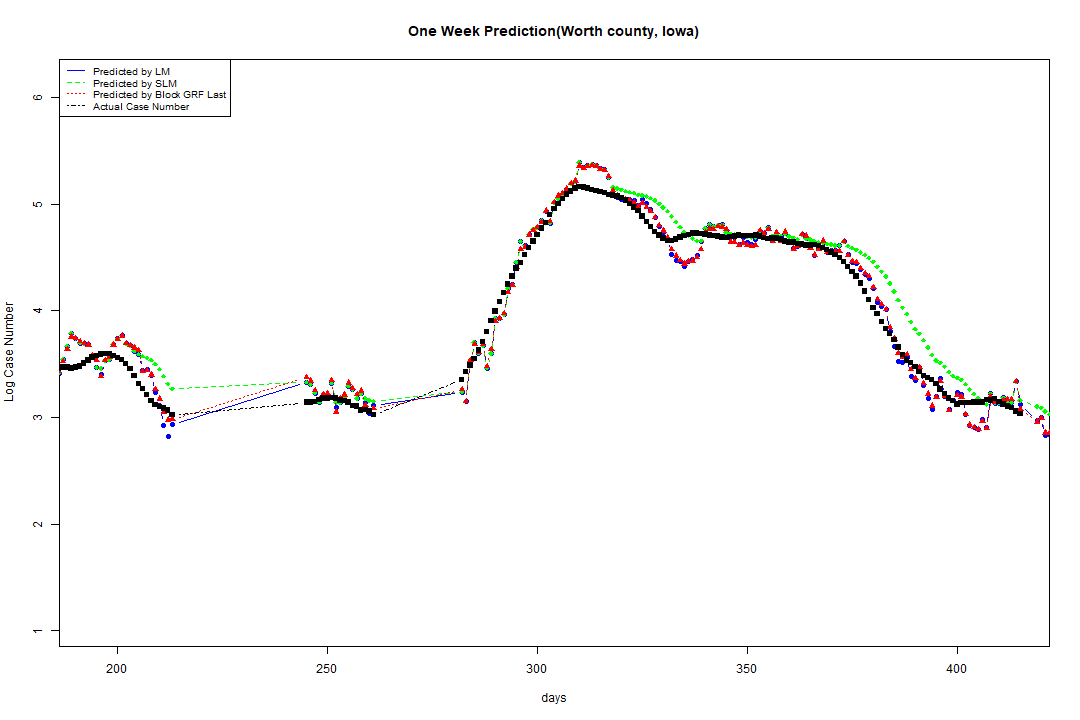 One Week Prediction(Worth county, Iowa)
Predicted by LM
Predicted by SLM
Predicted by Block GRF Last
Actual Case Number
Log Case Number
6
5
4
3
2
1
200 250 300 350 400
days